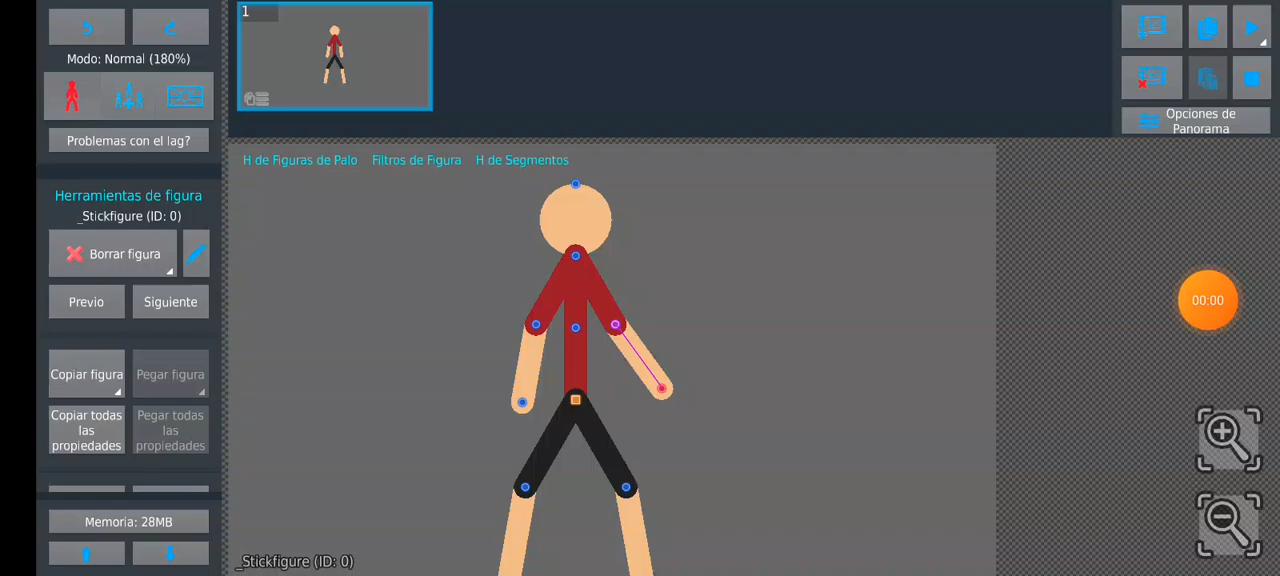 1
Modo: Normal (180%)
Problemas con el lag?
Opciones de
Panorama
H de Figuras de Palo
Filtros de Figura
H de Segmentos
Herramientas de figura
_Stickfigure (ID: 0)
Borrar figura
Previo
Siguiente
00:00
Copiar figura
Pegar figura
Copiar todas
las
propiedades
Pegar todas
las
propiedades
Memoria: 28MB
_Stickfigure (ID: 0)